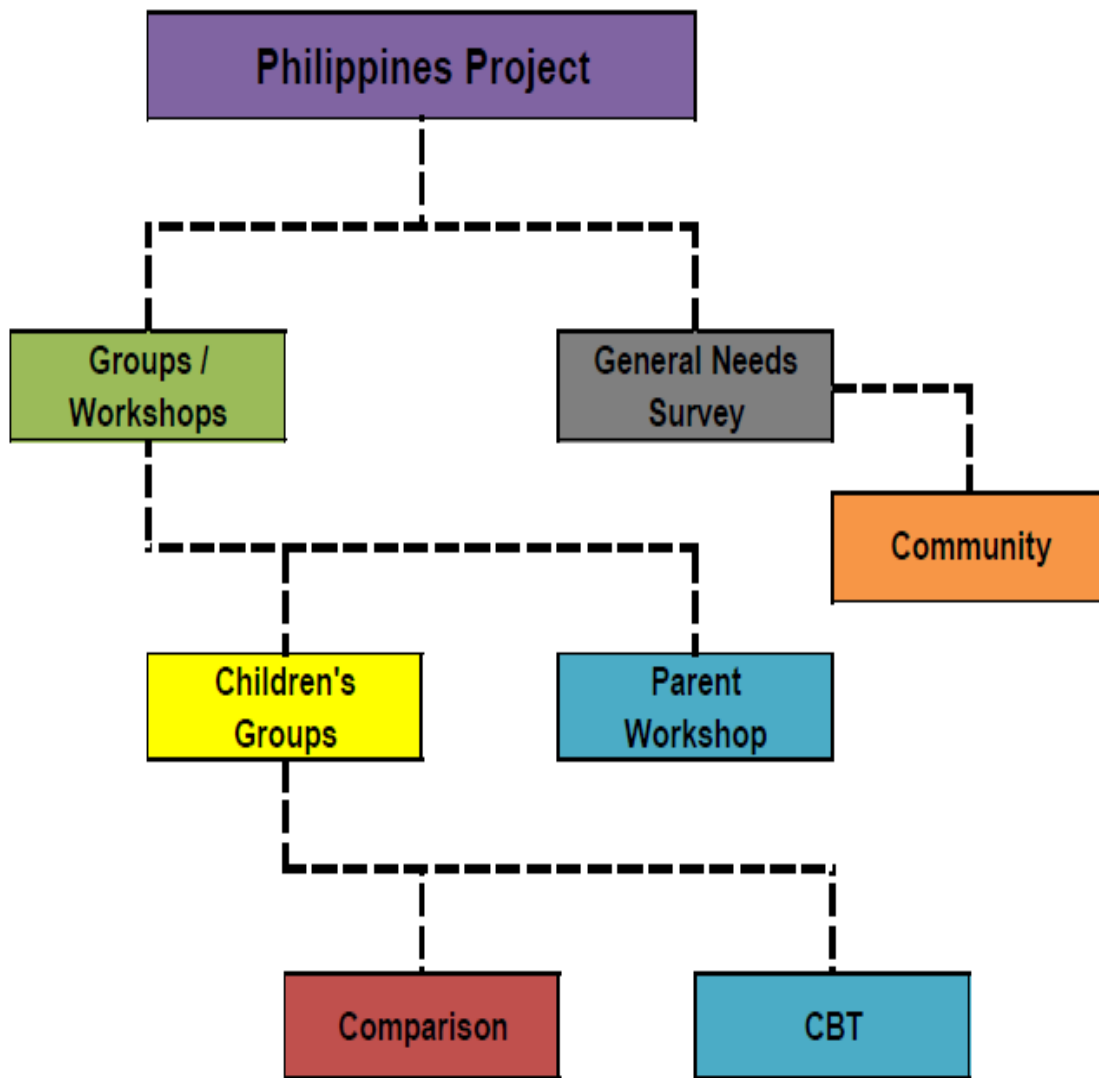 Philippines Project
Groups /
Workshops
General Needs
Survey
Community
Children's
Groups
Parent
Workshop
Comparison
CBT